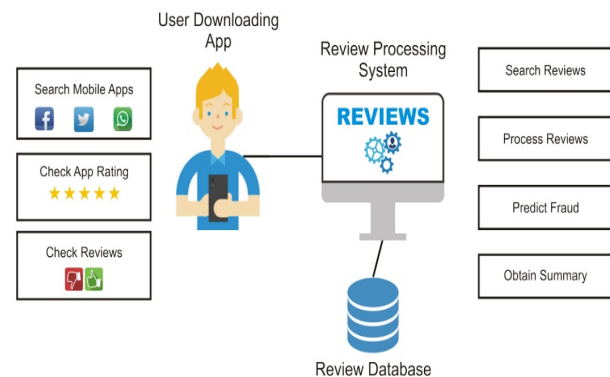 User Downloading
App
Review Processing
System
Search Mobile Apps
Check App Rating
Check Reviews
REVIEWS
Search Reviews
Process Reviews
Predict Fraud
Obtain Summary
Review Database